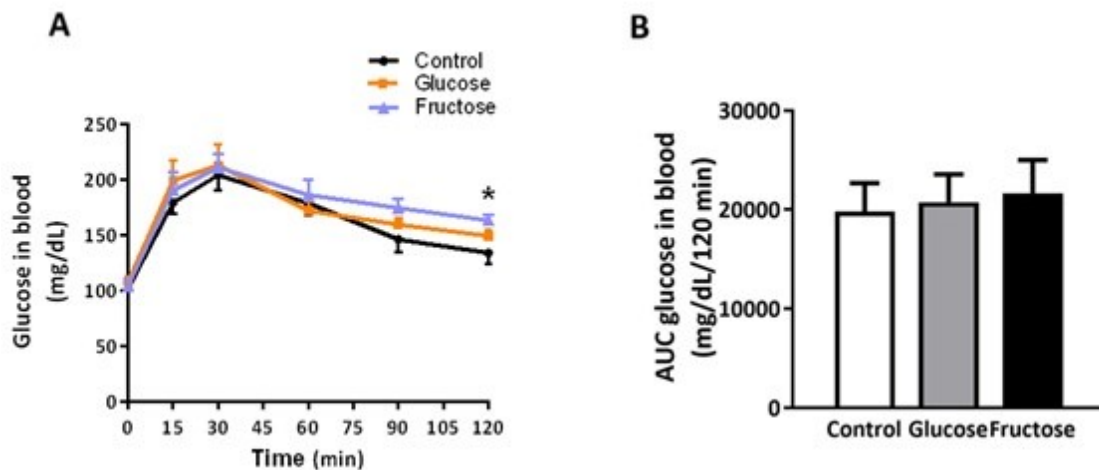 A
Control
Glucose
Fructose
250
200
150
100
50
0
*
0 15 30 45 60 75 90 105 120
Time (min)
Glucose in blood
(mg/dL)
B
30000
20000
10000
0
AUC glucose in blood
(mg/dL/120 min)
Control Glucose Fructose